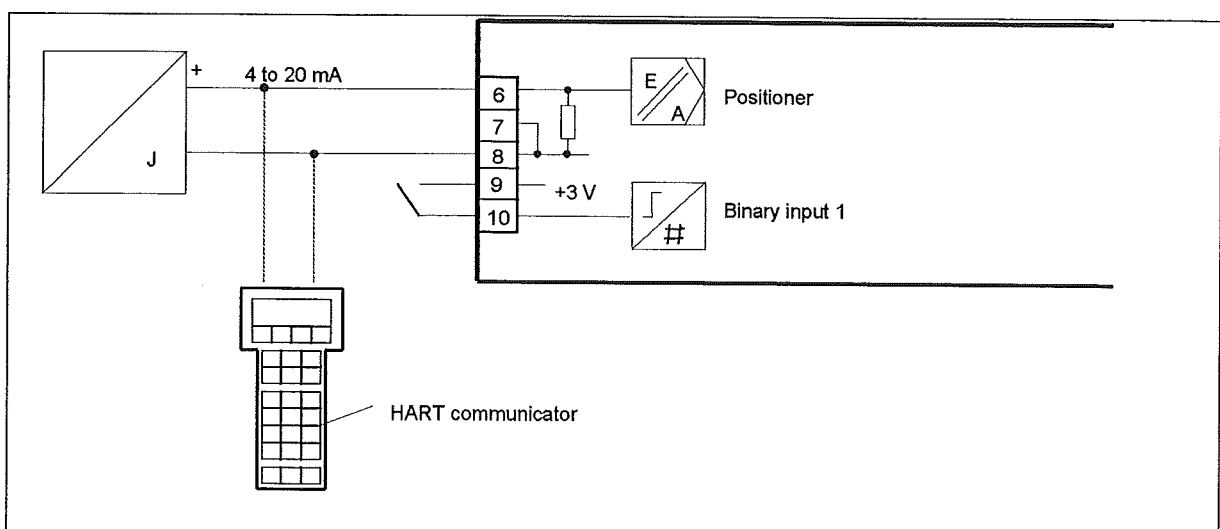 +
4 to 20 mA
J
6
7
8
9
10
+3 V
E
A
Positioner
Binary input 1
HART communicator